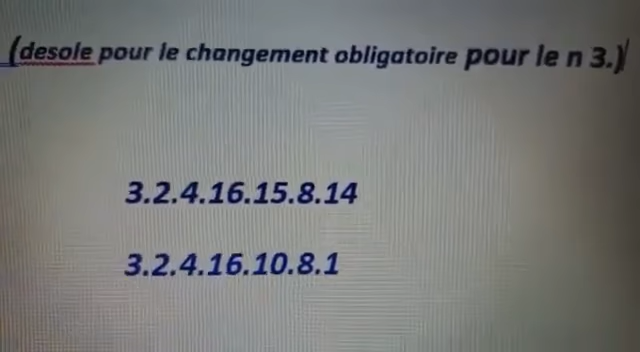 (desole pour le changement obligatoire pour le n 3.)
3.2.4.16.15.8.14
3.2.4.16.10.8.1